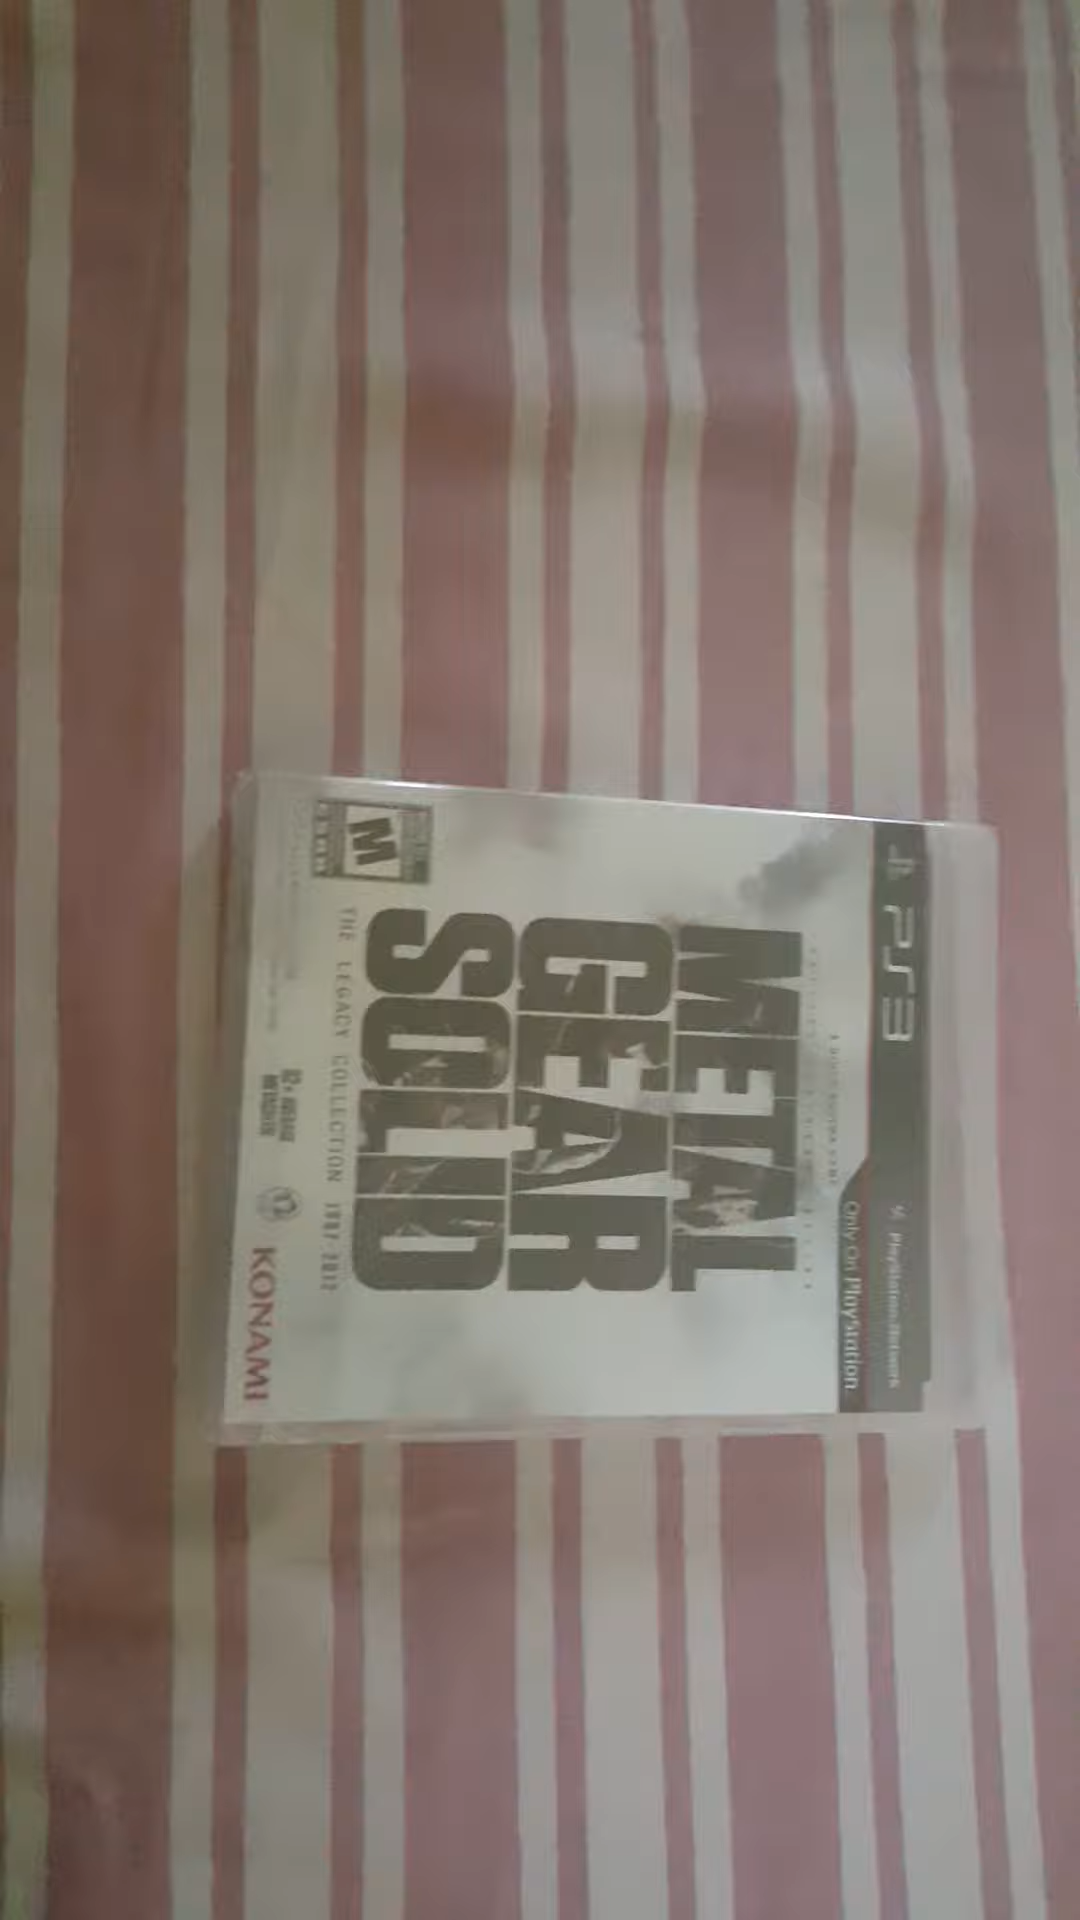 PS3
PlayStation Network
Only On PlayStation
METAL
GEAR
SOLID
THE LEGACY COLLECTION 1987-2012
M
KONAMI